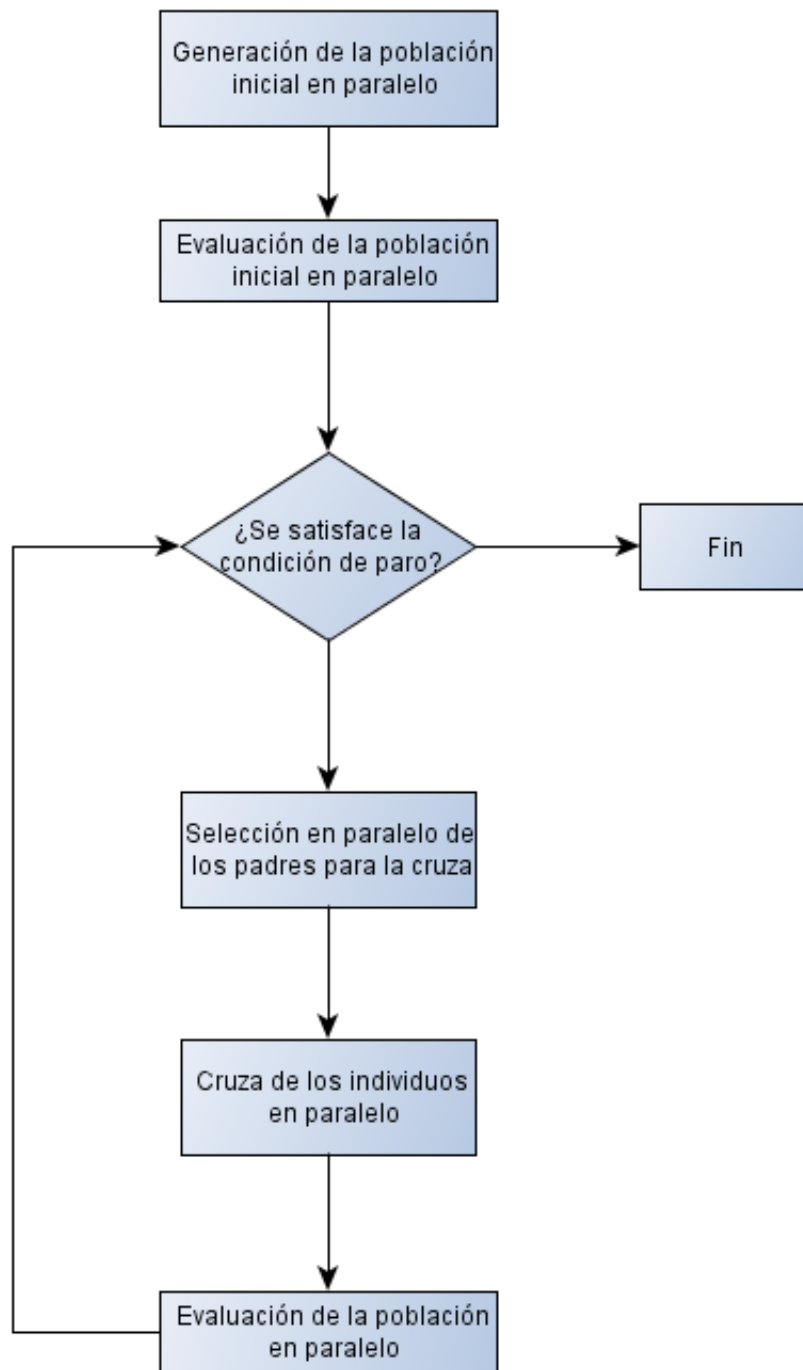 Generación de la población
inicial en paralelo
Evaluación de la población
inicial en paralelo
¿Se satisface la
condición de paro?
Fin
Selección en paralelo de
los padres para la cruza
Cruza de los individuos
en paralelo
Evaluación de la población
en paralelo